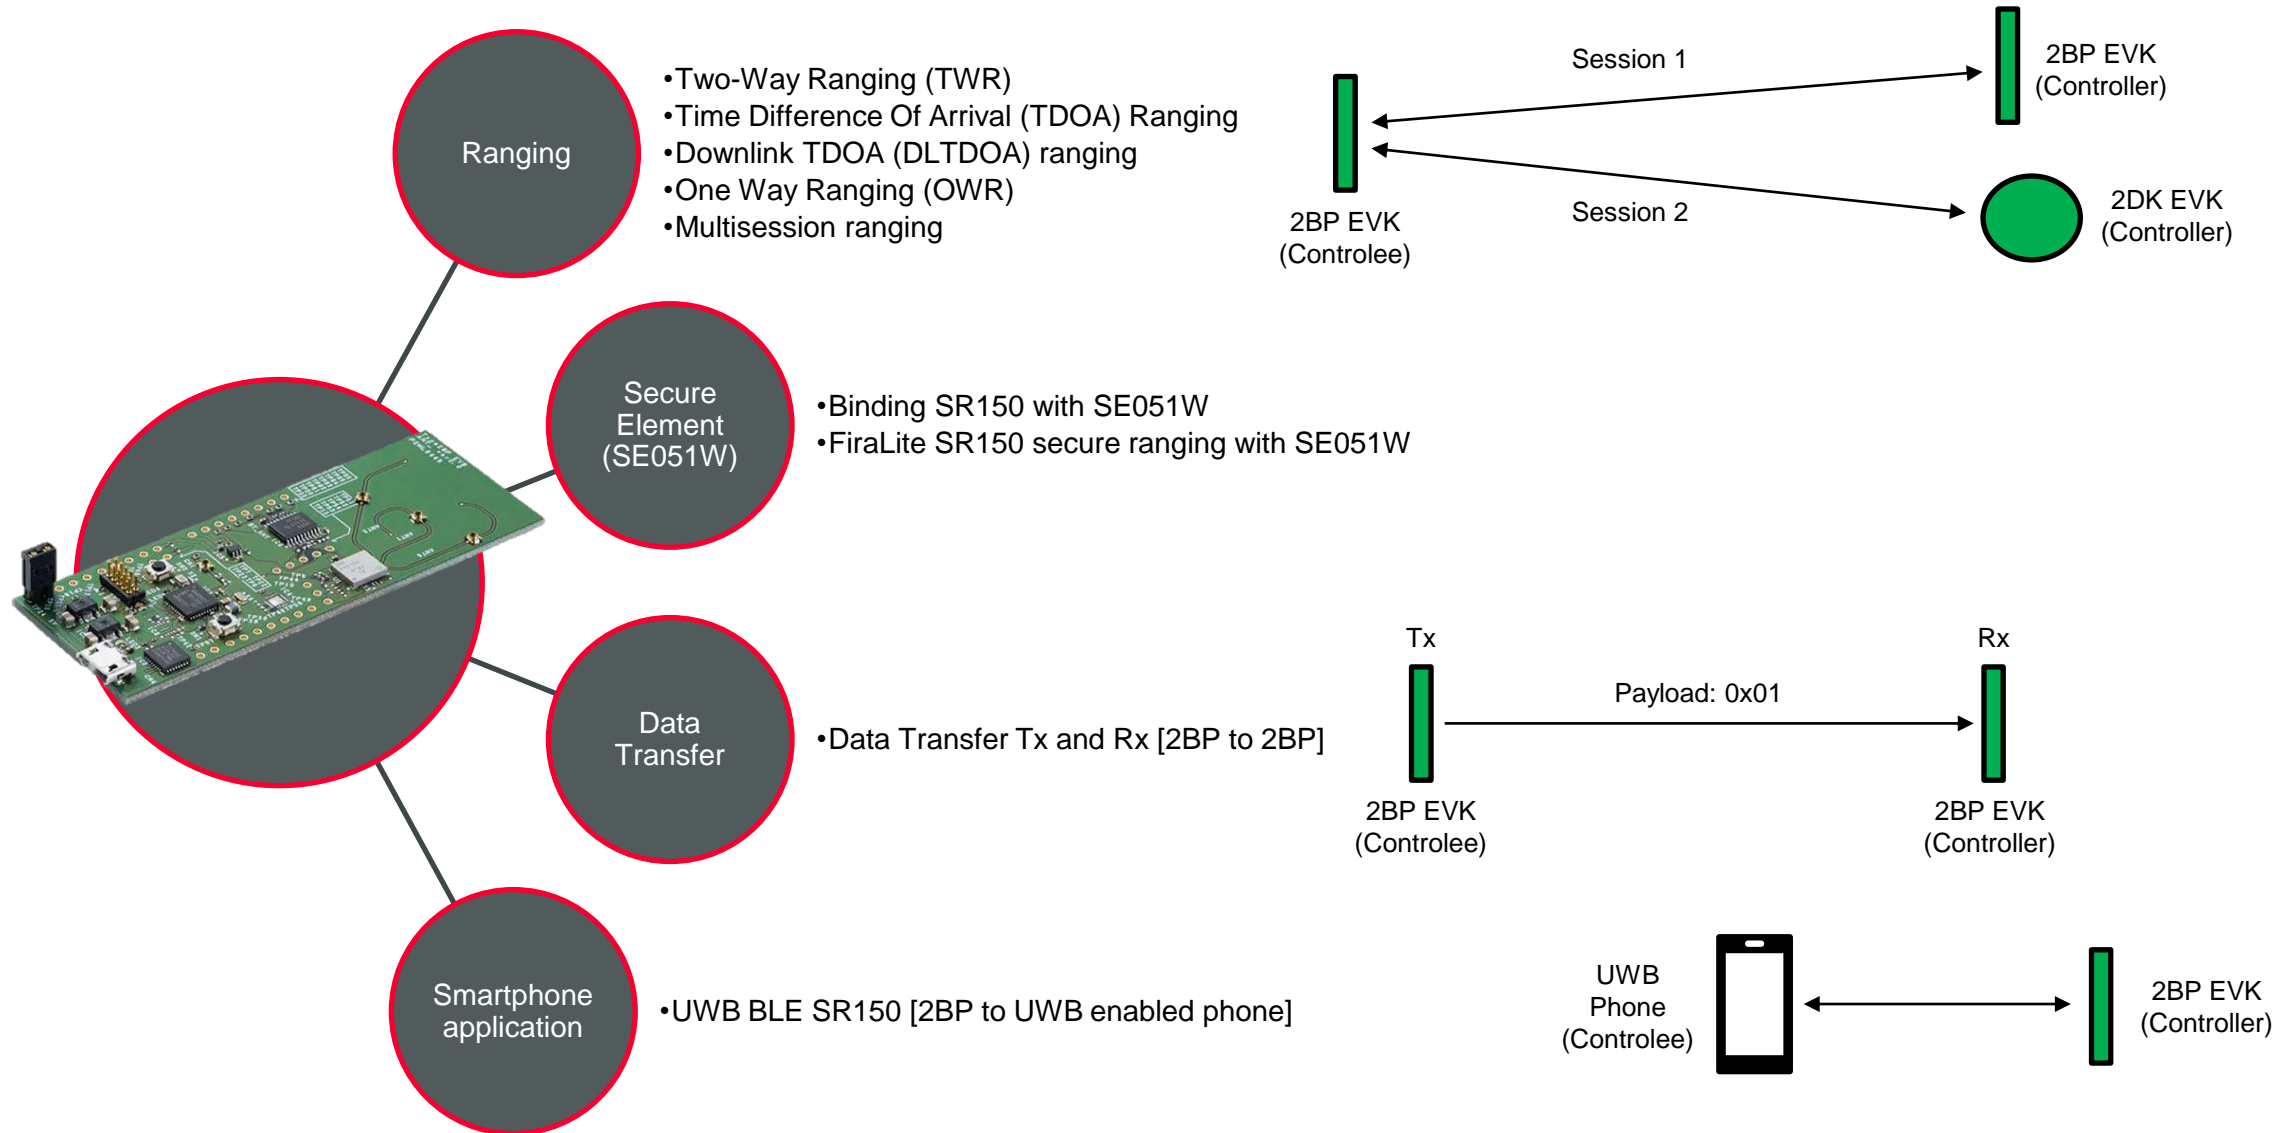 Ranging
•Two-Way Ranging (TWR)
•Time Difference Of Arrival (TDOA) Ranging
•Downlink TDOA (DLTDOA) ranging
•One Way Ranging (OWR)
•Multisession ranging
Session 1
2BP EVK
(Controller)
2BP EVK
(Controlee)
Session 2
2DK EVK
(Controller)
Secure
Element
(SE051W)
•Binding SR150 with SE051W
•FiraLite SR150 secure ranging with SE051W
Data
Transfer
•Data Transfer Tx and Rx [2BP to 2BP]
Tx
Payload: 0x01
Rx
2BP EVK
(Controlee)
2BP EVK
(Controller)
Smartphone
application
•UWB BLE SR150 [2BP to UWB enabled phone]
UWB
Phone
(Controlee)
2BP EVK
(Controller)